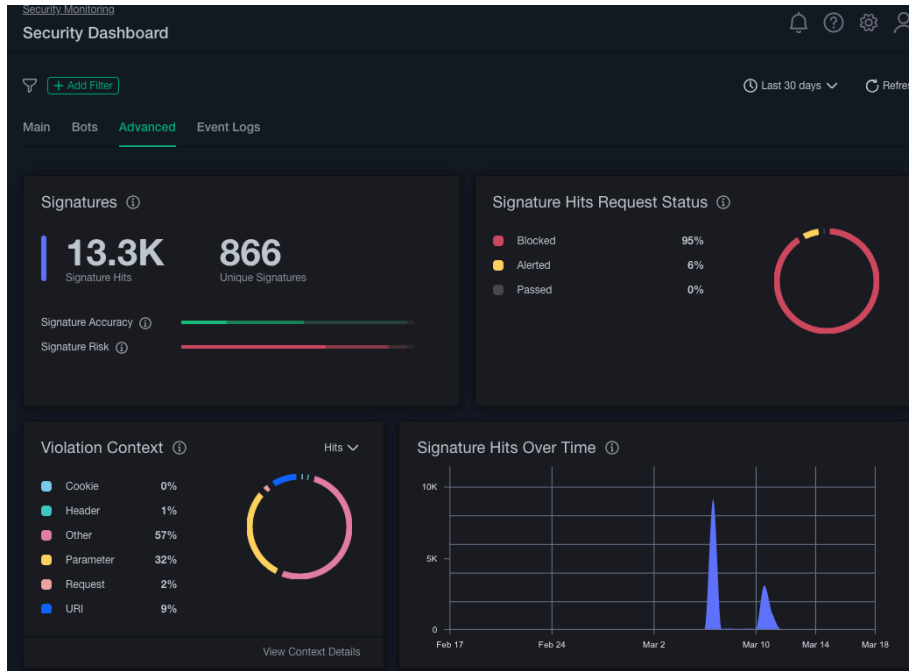 Security Monitoring
Security Dashboard
+ Add Filter
Last 30 days
Main Bots Advanced Event Logs
Signatures
13.3K 866
Signature Hits Unique Signatures
Signature Accuracy
Signature Risk
Signature Hits Request Status
Blocked 95%
Alerted 6%
Passed 0%
Violation Context Hits
Cookie 0%
Header 1%
Other 57%
Parameter 32%
Request 2%
URI 9%
View Context Details
Signature Hits Over Time
10K
5K
0
Feb 17 Feb 24 Mar 2 Mar 10 Mar 14 Mar 18